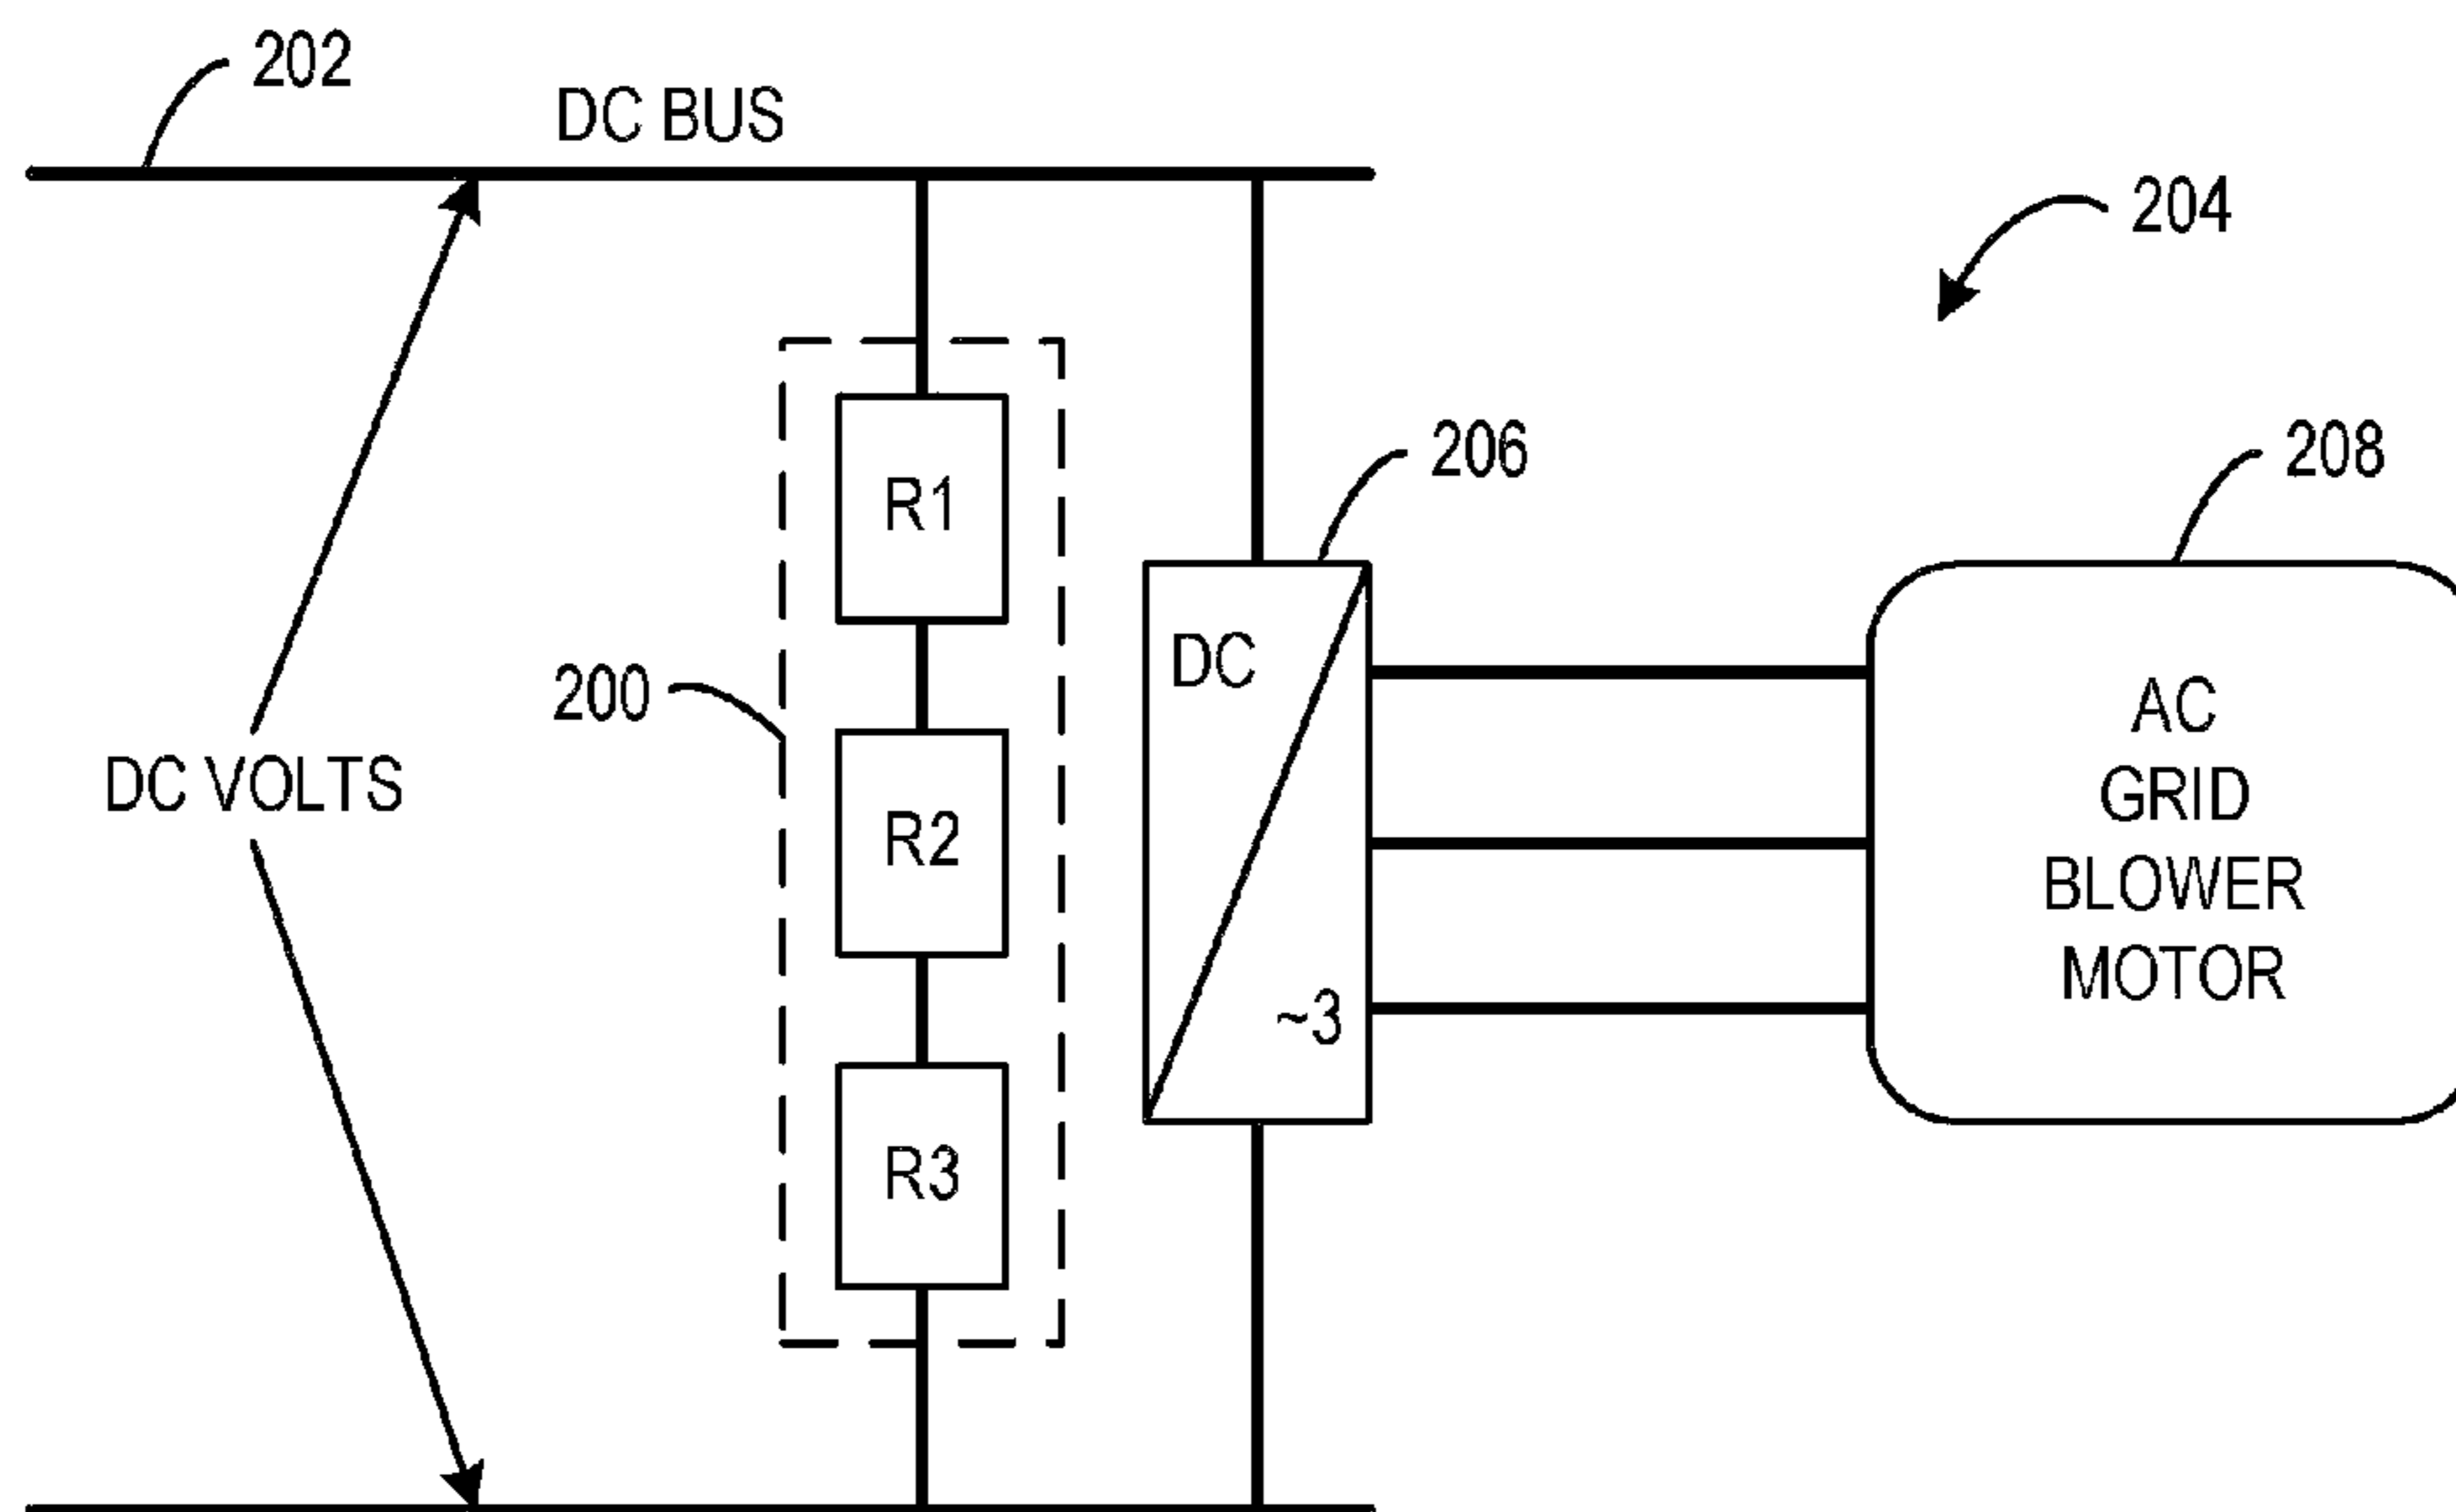 202
DC BUS
204
206
208
R1
200
DC
AC
GRID
BLOWER
MOTOR
DC VOLTS
R2
~3
R3